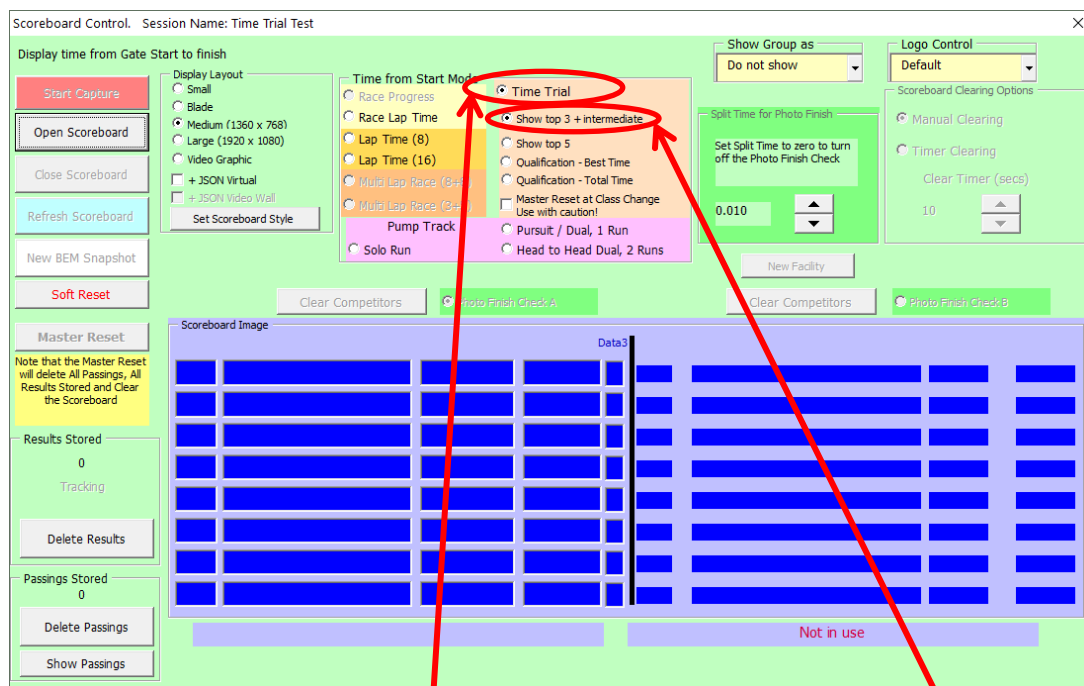 Scoreboard Control.   Session Name: Time Trial Test
Display time from Gate Start to finish
Start Capture
Open Scoreboard
Close Scoreboard
Refresh Scoreboard
New BEM Snapshot
Soft Reset
Master Reset
Note that the Master Reset
will delete All Passings, All
Results Stored and Clear
the Scoreboard
Results Stored
0
Tracking
Delete Results
Passings Stored
0
Delete Passings
Show Passings
Display Layout
Small
Blade
Medium (1360 x 768)
Large (1920 x 1080)
Video Graphic
+ JSON Virtual
+ JSON Video Wall
Set Scoreboard Style
Time from Start Mode
Race Progress
Race Lap Time
Lap Time (8)
Lap Time (16)
Multi Lap Race (8+
Multi Lap Race (3+
Time Trial
Show top 3 + intermediate
Show top 5
Qualification - Best Time
Qualification - Total Time
Master Reset at Class Change
Use with caution!
Pump Track
Solo Run
Pursuit / Dual, 1 Run
Head to Head Dual, 2 Runs
Show Group as
Do not show
Logo Control
Default
Split Time for Photo Finish
Set Split Time to zero to turn
off the Photo Finish Check
0.010
Scoreboard Clearing Options
Manual Clearing
Timer Clearing
Clear Timer (secs)
10
New Facility
Clear Competitors
Photo Finish Check A
Clear Competitors
Photo Finish Check B
Scoreboard Image
Data3
Not in use